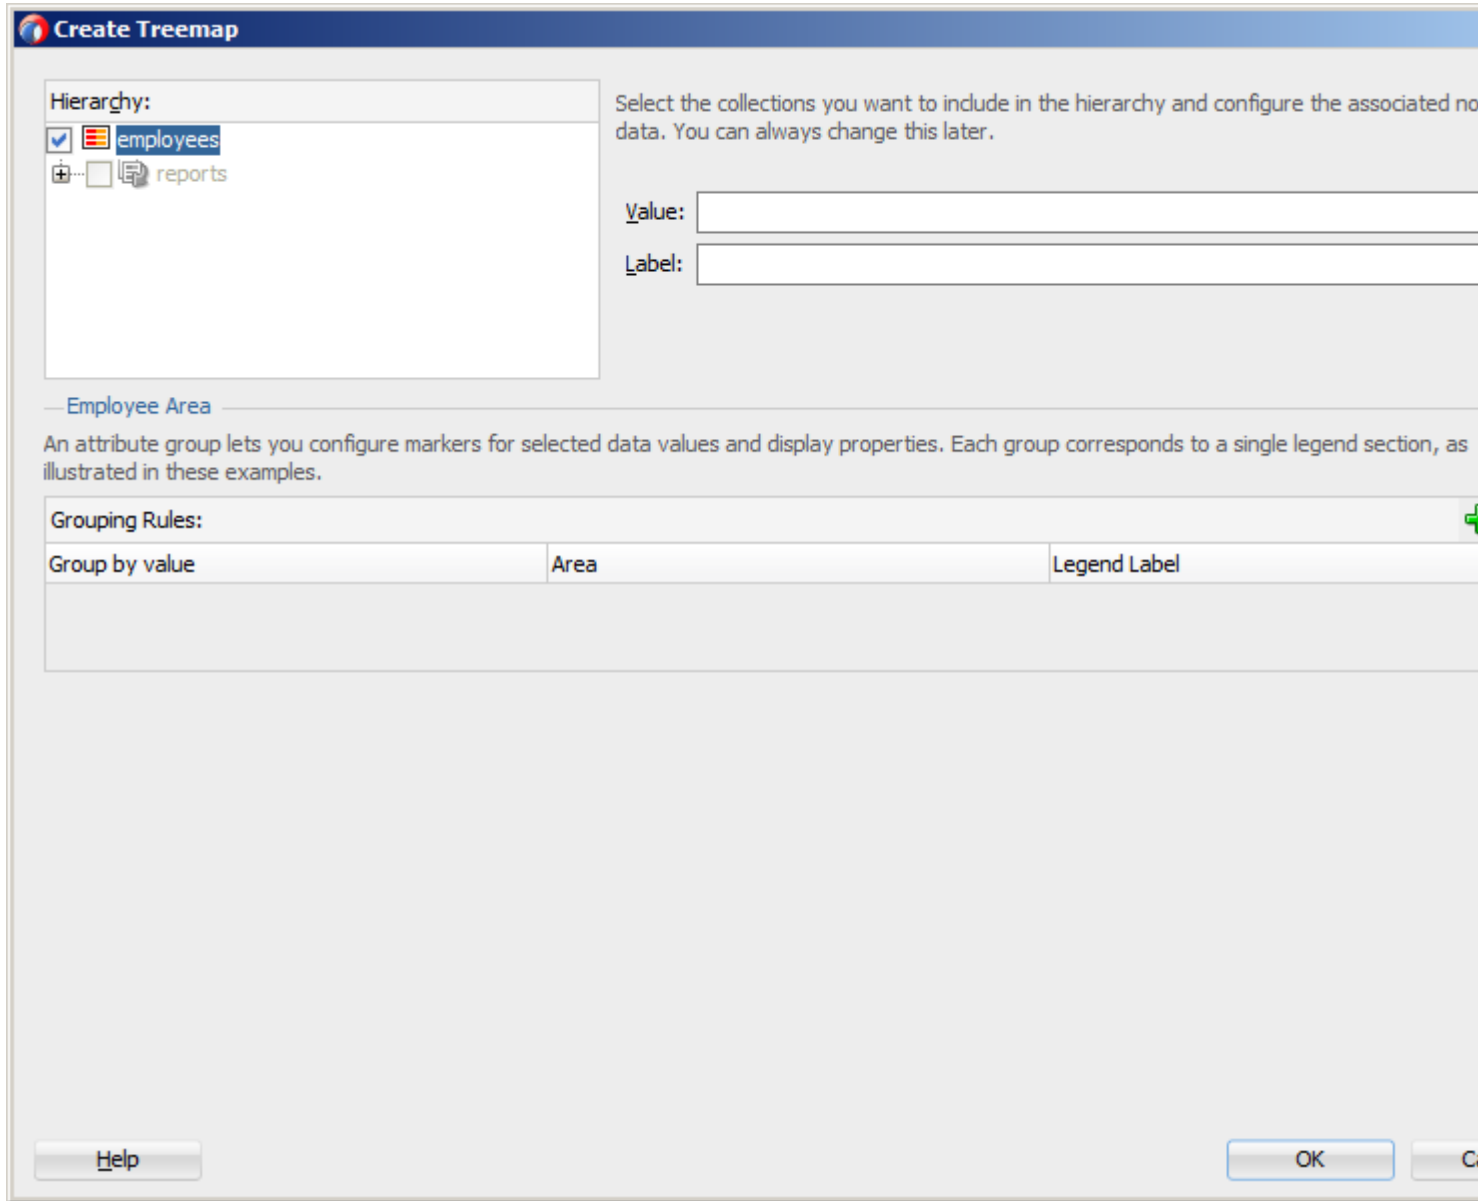 Create Treemap
Hierarchy:
employees
reports
Select the collections you want to include in the hierarchy and configure the associated
data. You can always change this later.
Value:
Label:
Employee Area
An attribute group lets you configure markers for selected data values and display properties. Each group corresponds to a single legend section, as
illustrated in these examples.
Grouping Rules:
Group by value Area Legend Label
Help OK